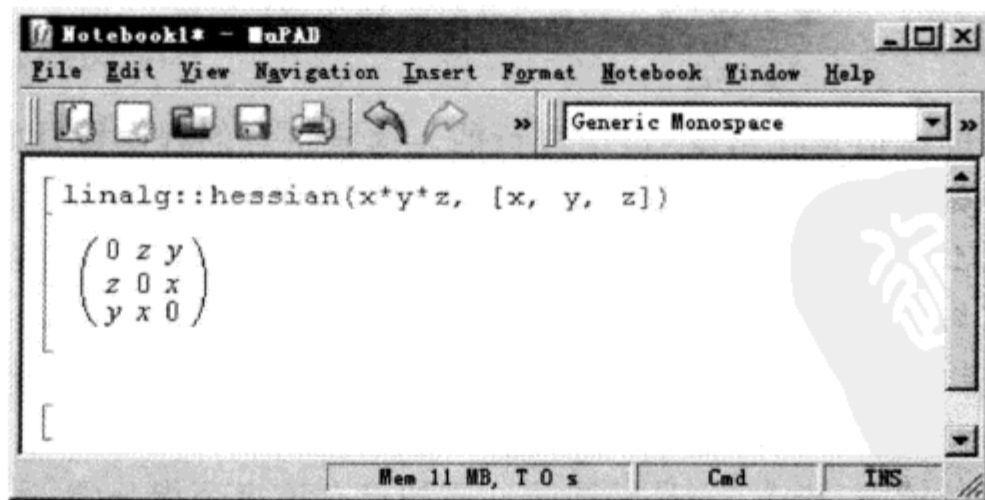 Notebook1* - MuPAD
File Edit View Navigation Insert Format Notebook Window Help
» Generic Monospace »
linalg::hessian(x*y*z, [x, y, z])
0 z y
z 0 x
y x 0
Mem 11 MB, T 0 s Cmd INS